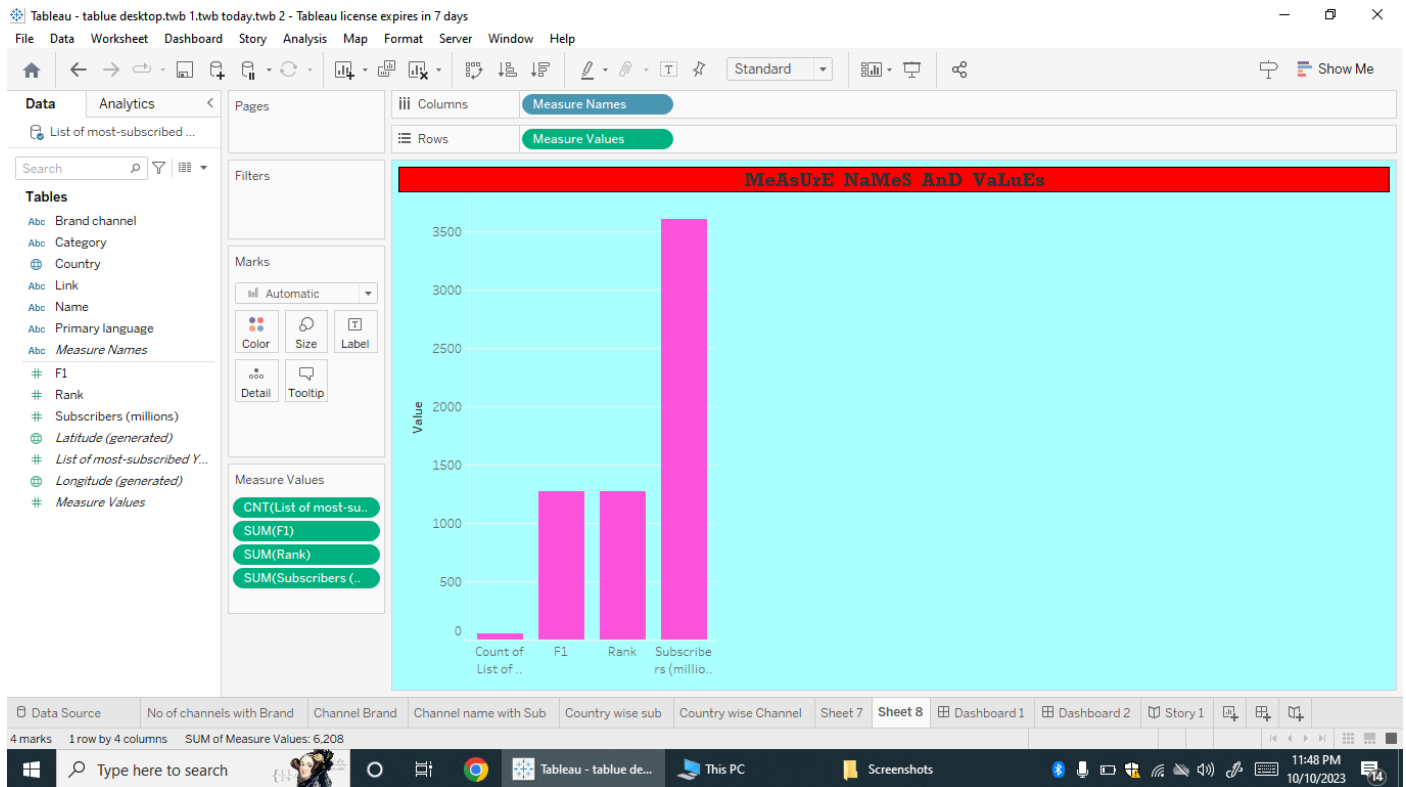 Tableau - tablue desktop.twb 1.twb today.twb 2 - Tableau license expires in 7 days
File Data Worksheet Dashboard Story Analysis Map Format Server Window Help
Standard
Show Me
Data Analytics
List of most-subscribed ...
Search
Tables
Abc Brand channel
Abc Category
Country
Abc Link
Abc Name
Abc Primary language
Abc Measure Names
# F1
# Rank
# Subscribers (millions)
Latitude (generated)
# List of most-subscribed Y...
Longitude (generated)
# Measure Values
Pages
Filters
Marks
Automatic
Color Size Label
Detail Tooltip
Measure Values
CNT(List of most-su..
SUM(F1)
SUM(Rank)
SUM(Subscribers (..
iii Columns Measure Names
Rows Measure Values
MeAsUrE NaMeS AnD VaLuEs
3500
3000
2500
2000
1500
1000
500
0
Value
Count of
List of ..
F1
Rank
Subscribe
rs (millio..
Data Source No of channels with Brand Channel Brand Channel name with Sub Country wise sub Country wise Channel Sheet 7 Sheet 8 Dashboard 1 Dashboard 2 Story 1
4 marks 1 row by 4 columns SUM of Measure Values: 6,208
Type here to search
Tableau - tablue de...
This PC
Screenshots
11:48 PM
10/10/2023
14